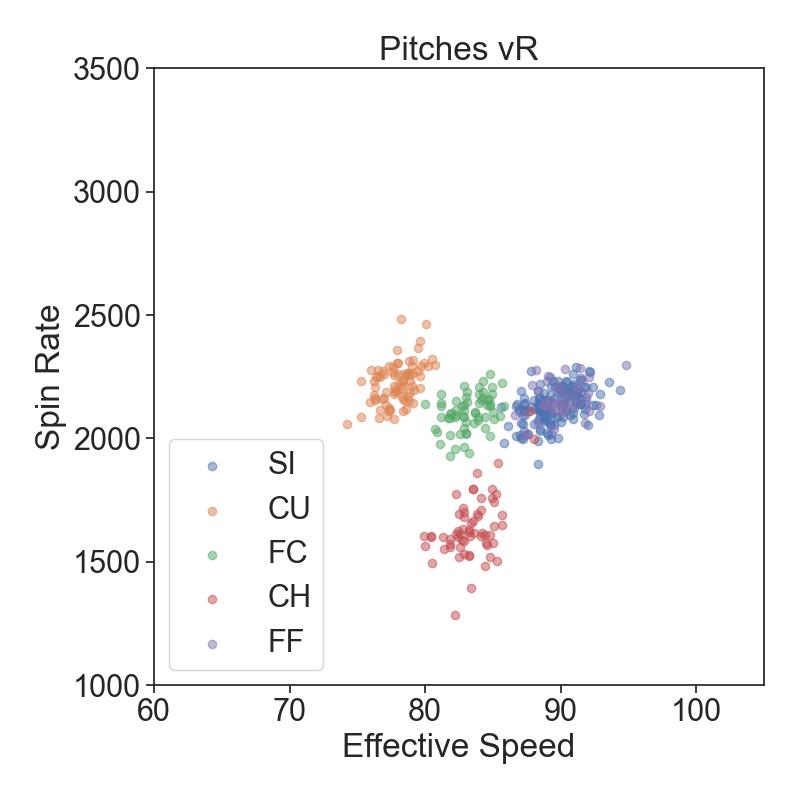 Pitches vR
3500
3000
2500
2000
1500
1000
Spin Rate
SI
CU
FC
CH
FF
60 70 80 90 100
Effective Speed